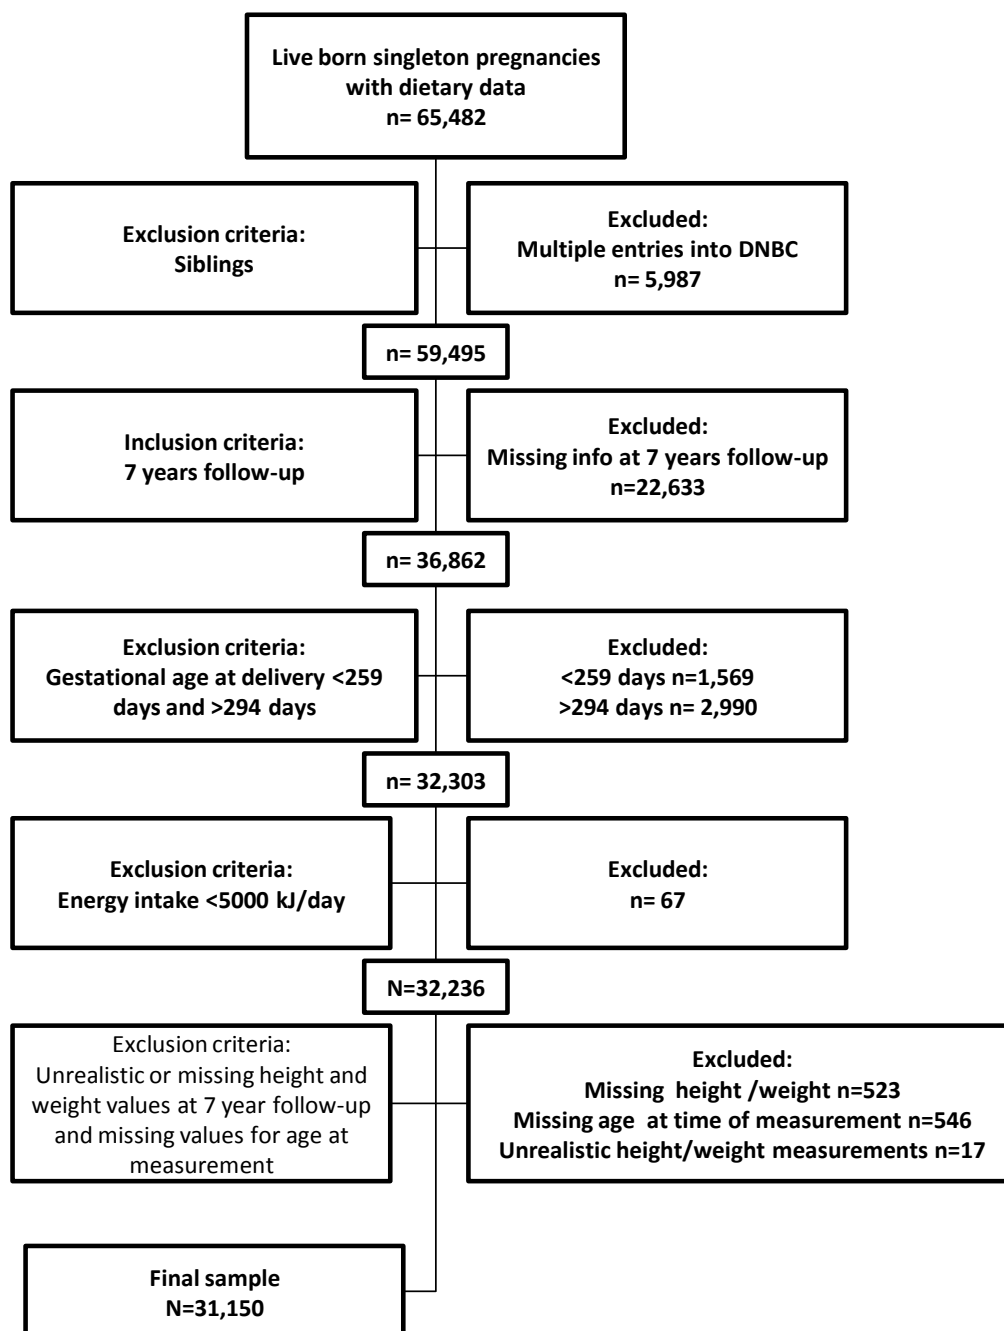 Live born singleton pregnancies
with dietary data
n= 65,482
Exclusion criteria:
Siblings
Excluded:
Multiple entries into DNBC
n= 5,987
n= 59,495
Inclusion criteria:
7 years follow-up
Excluded:
Missing info at 7 years follow-up
n=22,633
n= 36,862
Exclusion criteria:
Gestational age at delivery <259
days and >294 days
Excluded:
<259 days n=1,569
>294 days n= 2,990
n= 32,303
Exclusion criteria:
Energy intake <5000 kJ/day
Excluded:
n= 67
N=32,236
Exclusion criteria:
Unrealistic or missing height and
weight values at 7 year follow-up
and missing values for age at
measurement
Excluded:
Missing height /weight n=523
Missing age at time of measurement n=546
Unrealistic height/weight measurements n=17
Final sample
N=31,150